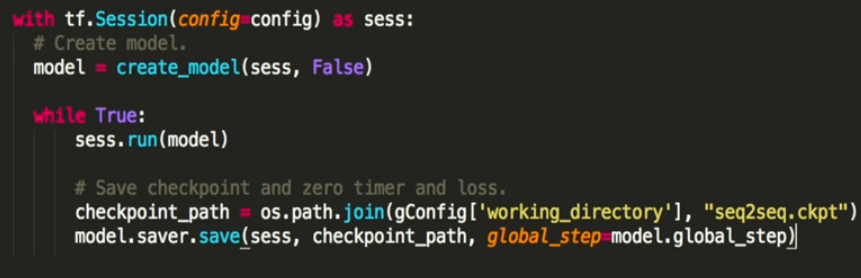 with tf.Session(config=config) as sess:
# Create model.
model = create_model(sess, False)
while True:
sess.run(model)
# Save checkpoint and zero timer and loss.
checkpoint_path = os.path.join(gConfig['working_directory'], "seq2seq.ckpt")
model.saver.save(sess, checkpoint_path, global_step=model.global_step)